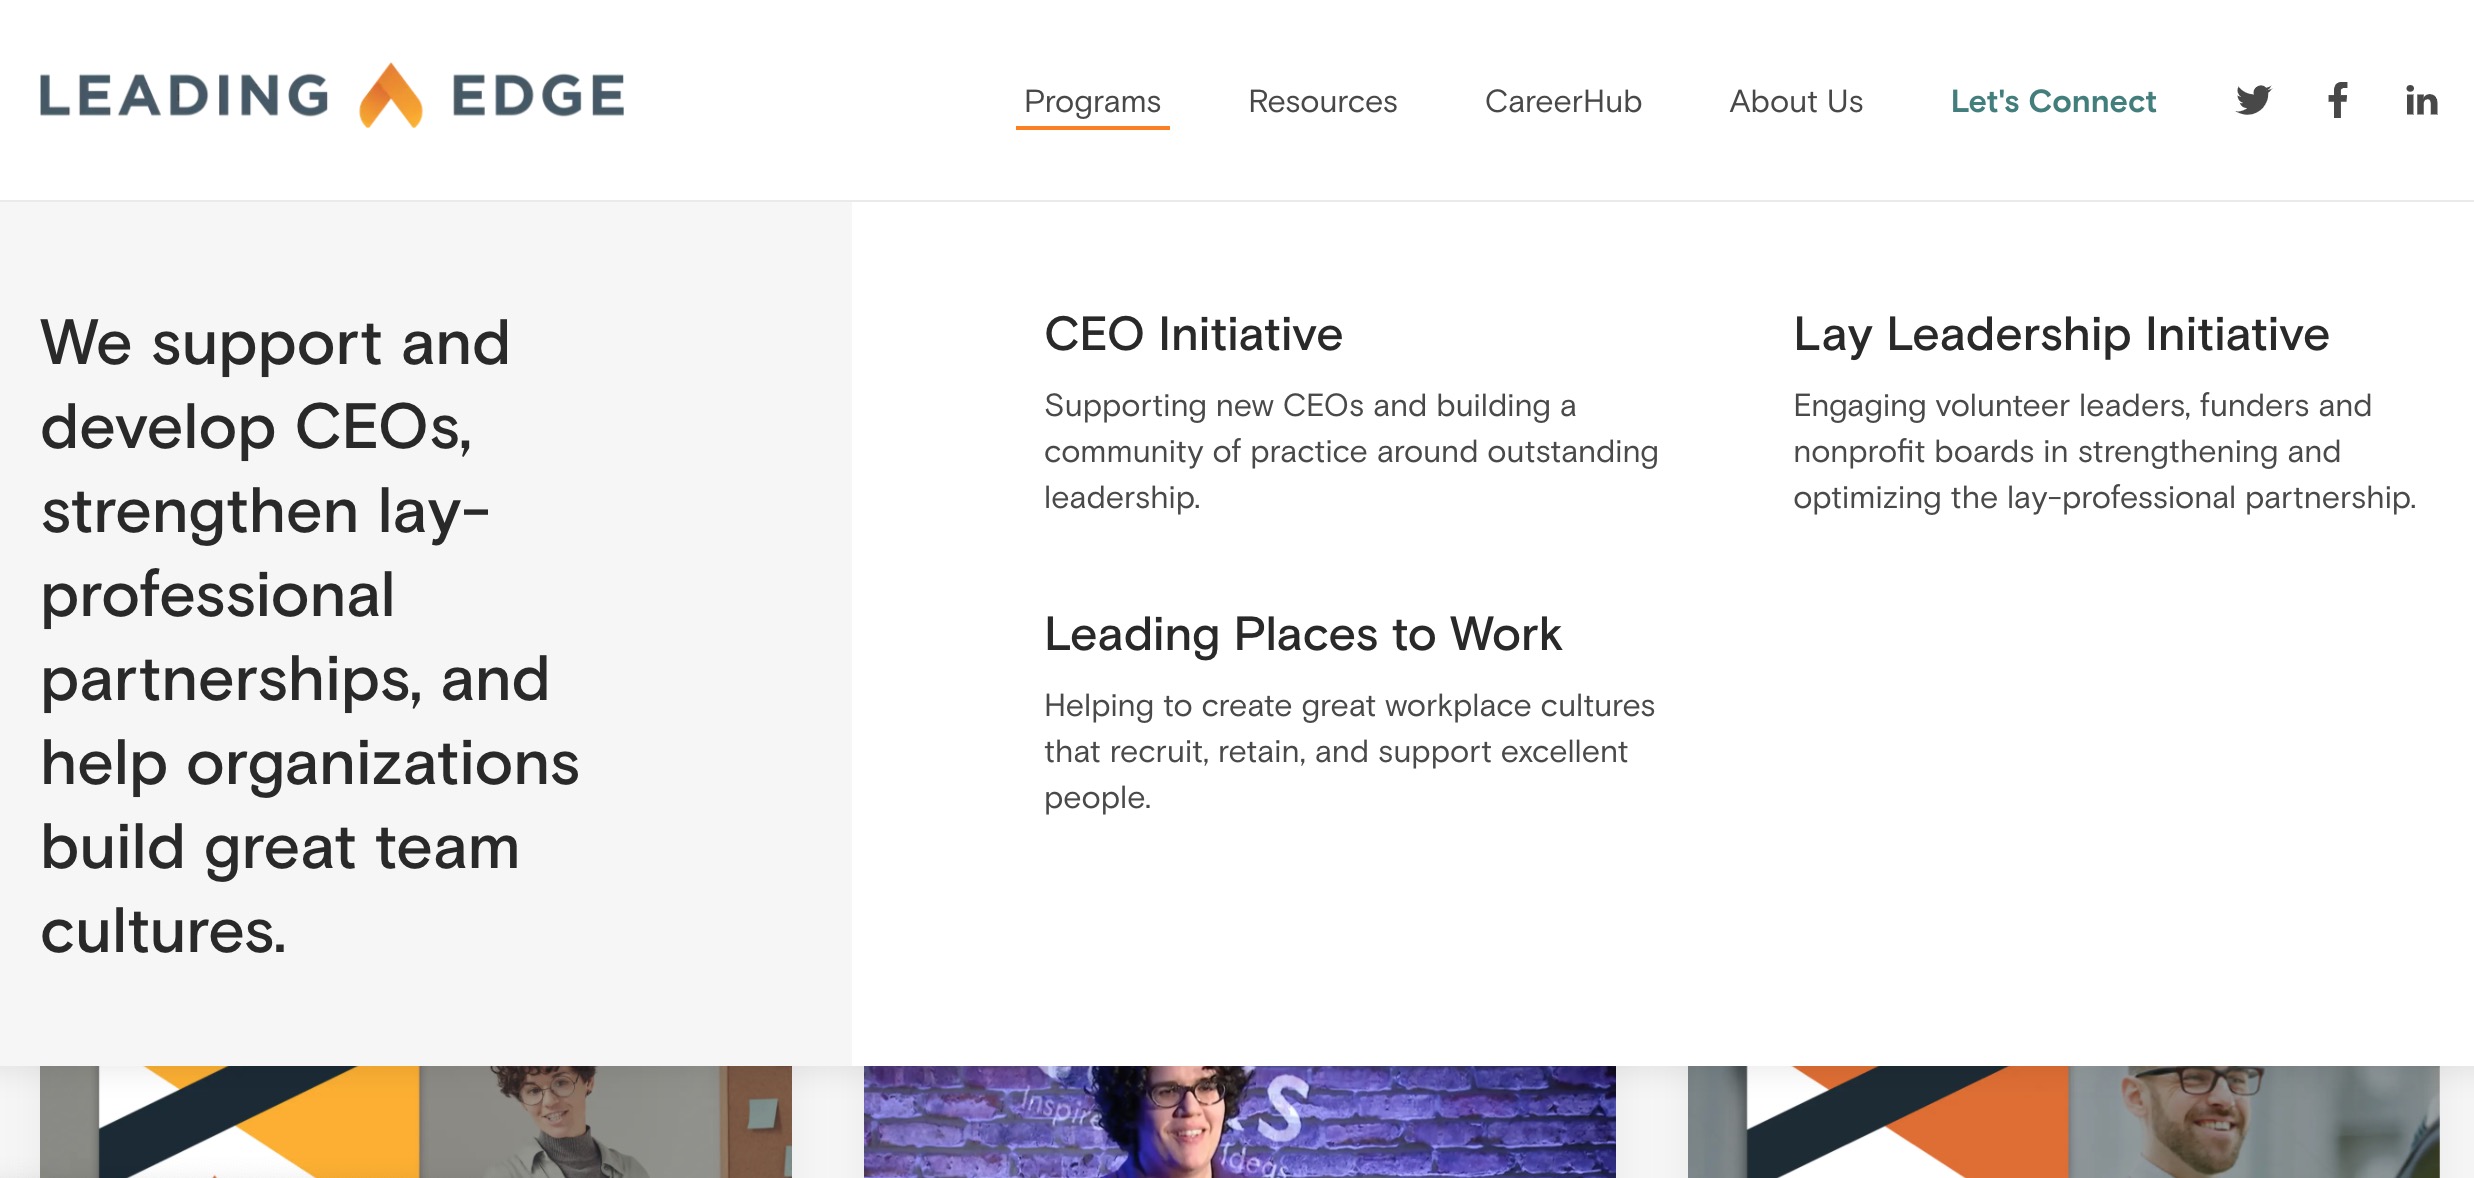 LEADING EDGE
Programs
Resources
CareerHub
About Us
Let's Connect
We support and
develop CEOs,
strengthen lay-
professional
partnerships, and
help organizations
build great team
cultures.
CEO Initiative
Supporting new CEOs and building a
community of practice around outstanding
leadership.
Lay Leadership Initiative
Engaging volunteer leaders, funders and
nonprofit boards in strengthening and
optimizing the lay-professional partnership.
Leading Places to Work
Helping to create great workplace cultures
that recruit, retain, and support excellent
people.
Inspire
Ideas